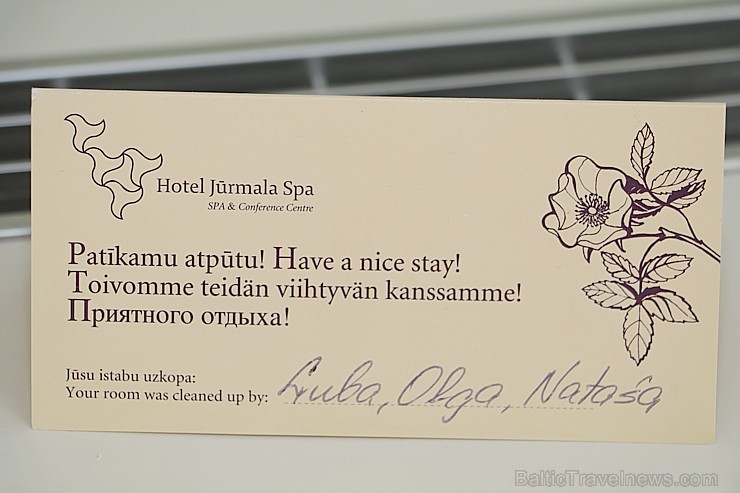 Hotel Jūrmala Spa
SPA & Conference Centre
Patīkamu atpūtu! Have a nice stay!
Toivomme teidän viihtyvän kanssamme!
Приятного отдыха!
Jūsu istabu uzkopa:
Your room was cleaned up by: Ļuba, Olga, Nataša
BalticTravelnews.com